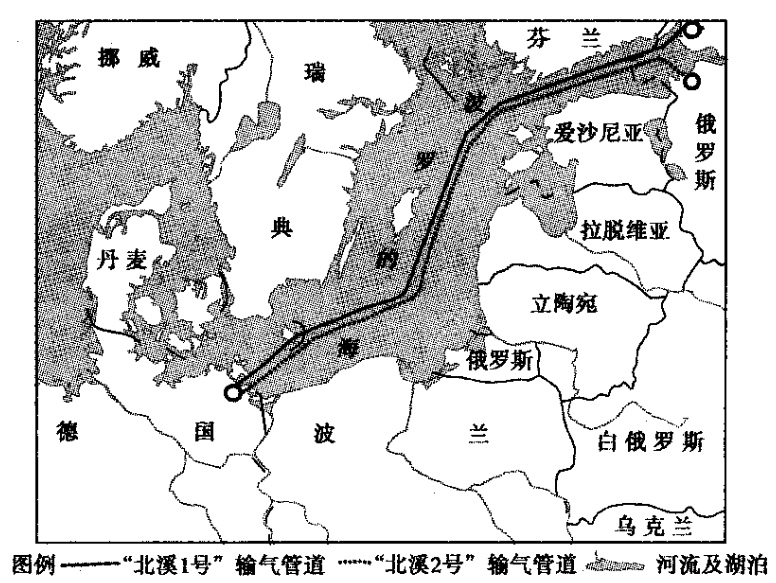 挪威
瑞典
芬兰
波罗的海
爱沙尼亚
俄罗斯
拉脱维亚
丹麦
立陶宛
俄罗斯
德国
波兰
白俄罗斯
乌克兰
图例 “北溪1号”输气管道 “北溪2号”输气管道 河流及湖泊